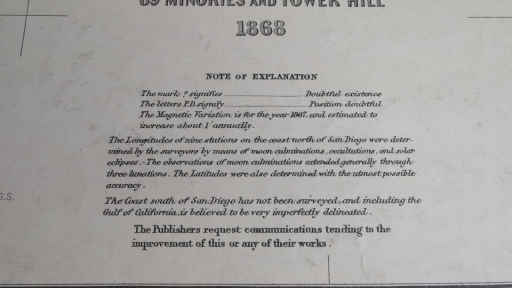 69 MINORIES AND TOWER HILL
1868
NOTE OF EXPLANATION
The mark ? signifies Doubtful existence
The letters P.D. signify Position doubtful
The Magnetic Variation is for the year 1867, and estimated to
increase about 1' annually.
The Longitudes of nine stations on the coast north of San Diego were deter-
mined by the surveyors by means of moon culminations, occultations, and solar
eclipses. - The observations of moon culminations extended generally through
three lunations. The Latitudes were also determined with the utmost possible
accuracy.
The Coast south of San Diego has not been surveyed, and including the
Gulf of California, is believed to be very imperfectly delineated.
The Publishers request communications tending to the
improvement of this or any of their works.
G.S.